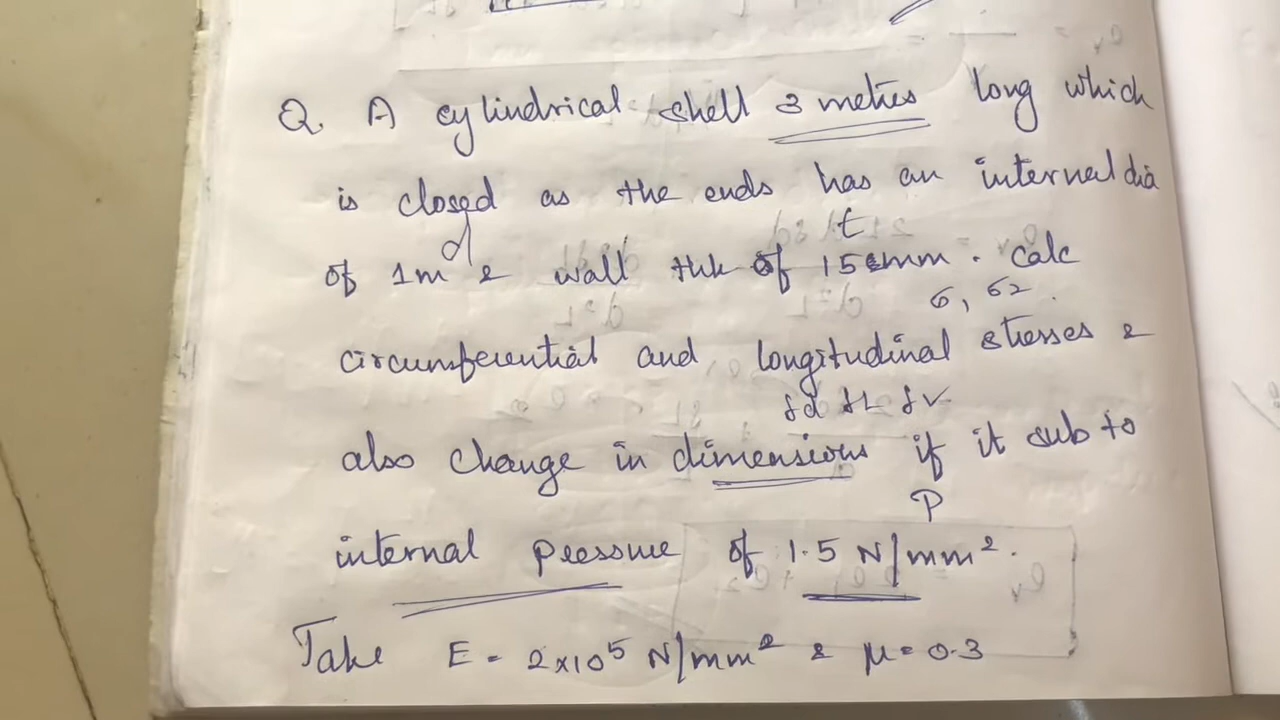 Q. A cylindrical shell 3 metres long which
is closed as the ends has an internal dia
d t
of 1m & wall thk of 15mm. Calc
σ1 σ2.
circumferential and longitudinal stresses &
δd δL δV
also change in dimensions if it sub to
P
internal pressure of 1.5 N/mm².
Take E = 2x10⁵ N/mm² & μ = 0.3